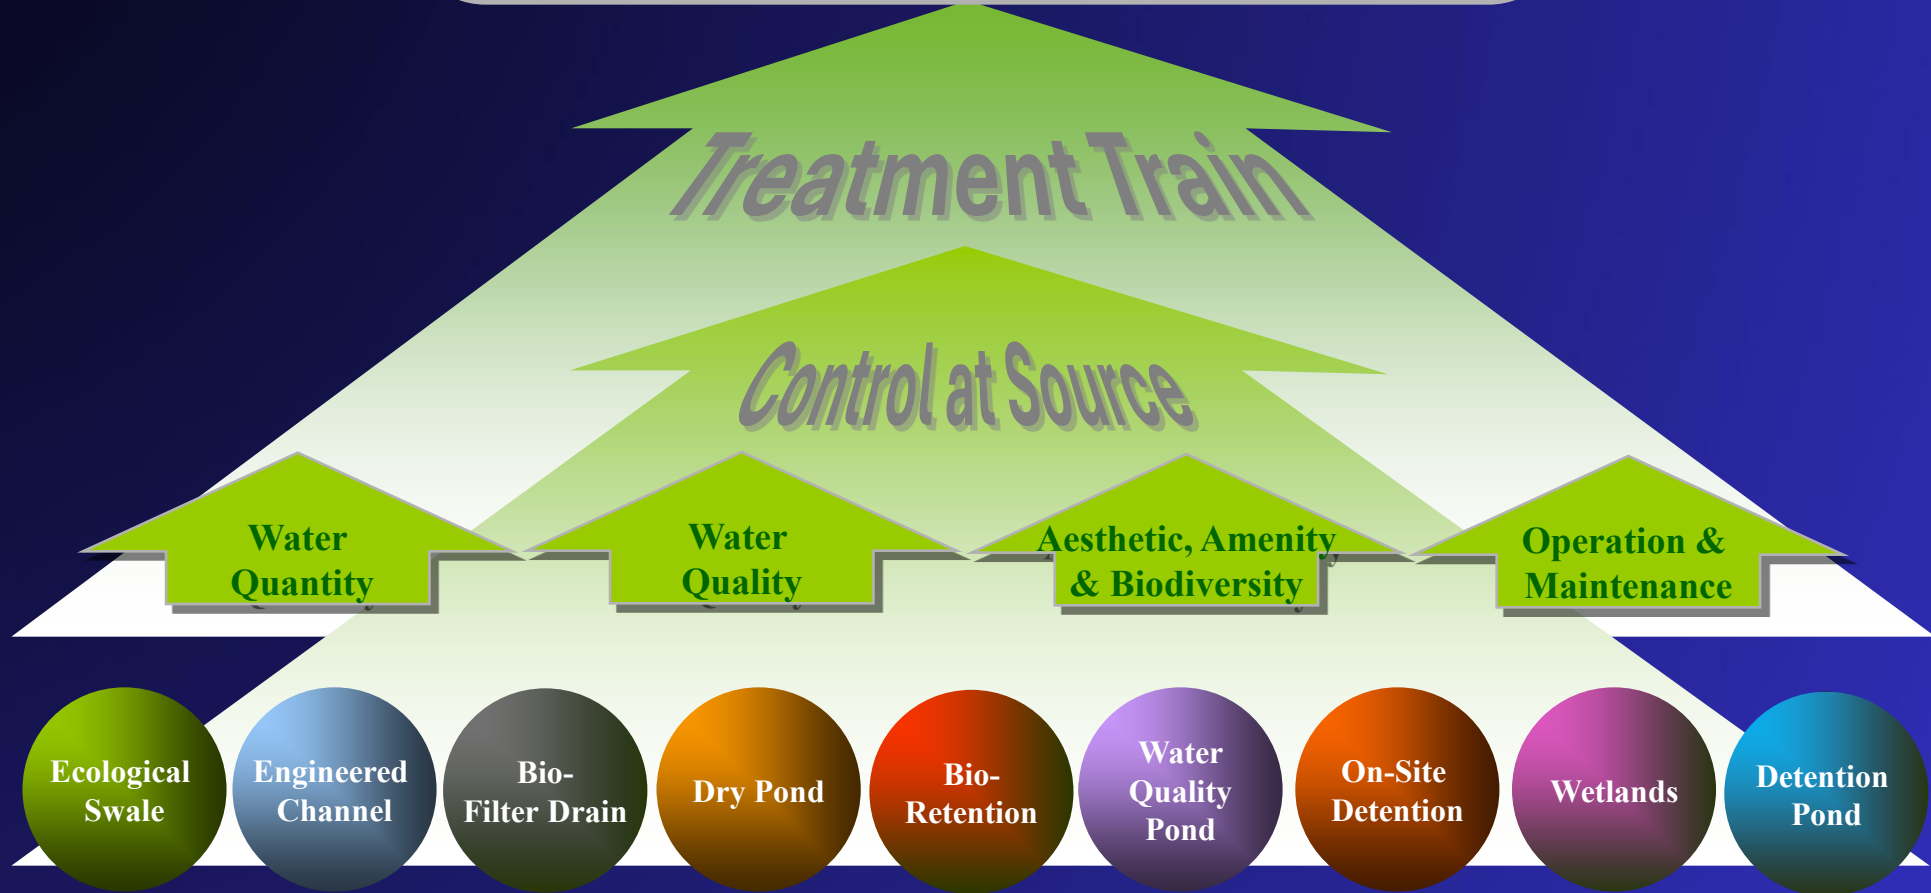 Treatment Train
Control at Source
Water
Quantity
Water
Quality
Aesthetic, Amenity
& Biodiversity
Operation &
Maintenance
Ecological
Swale
Engineered
Channel
Bio-
Filter Drain
Dry Pond
Bio-
Retention
Water
Quality
Pond
On-Site
Detention
Wetlands
Detention
Pond